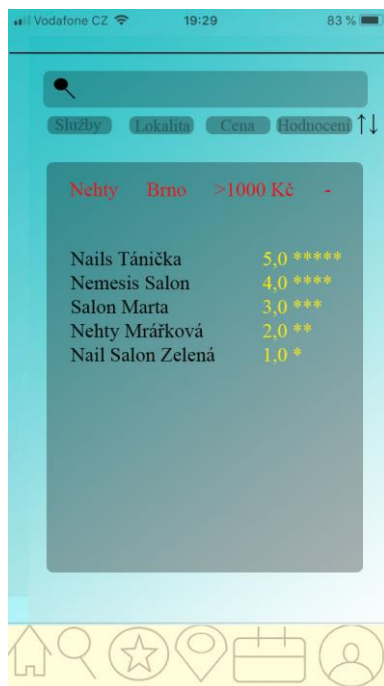 Vodafone CZ 19:29 83 %
Služby Lokalita Cena Hodnocení
Nehty Brno >1000 Kč -
Nails Tánička 5,0 *****
Nemesis Salon 4,0 ****
Salon Marta 3,0 ***
Nehty Mrářková 2,0 **
Nail Salon Zelená 1,0 *